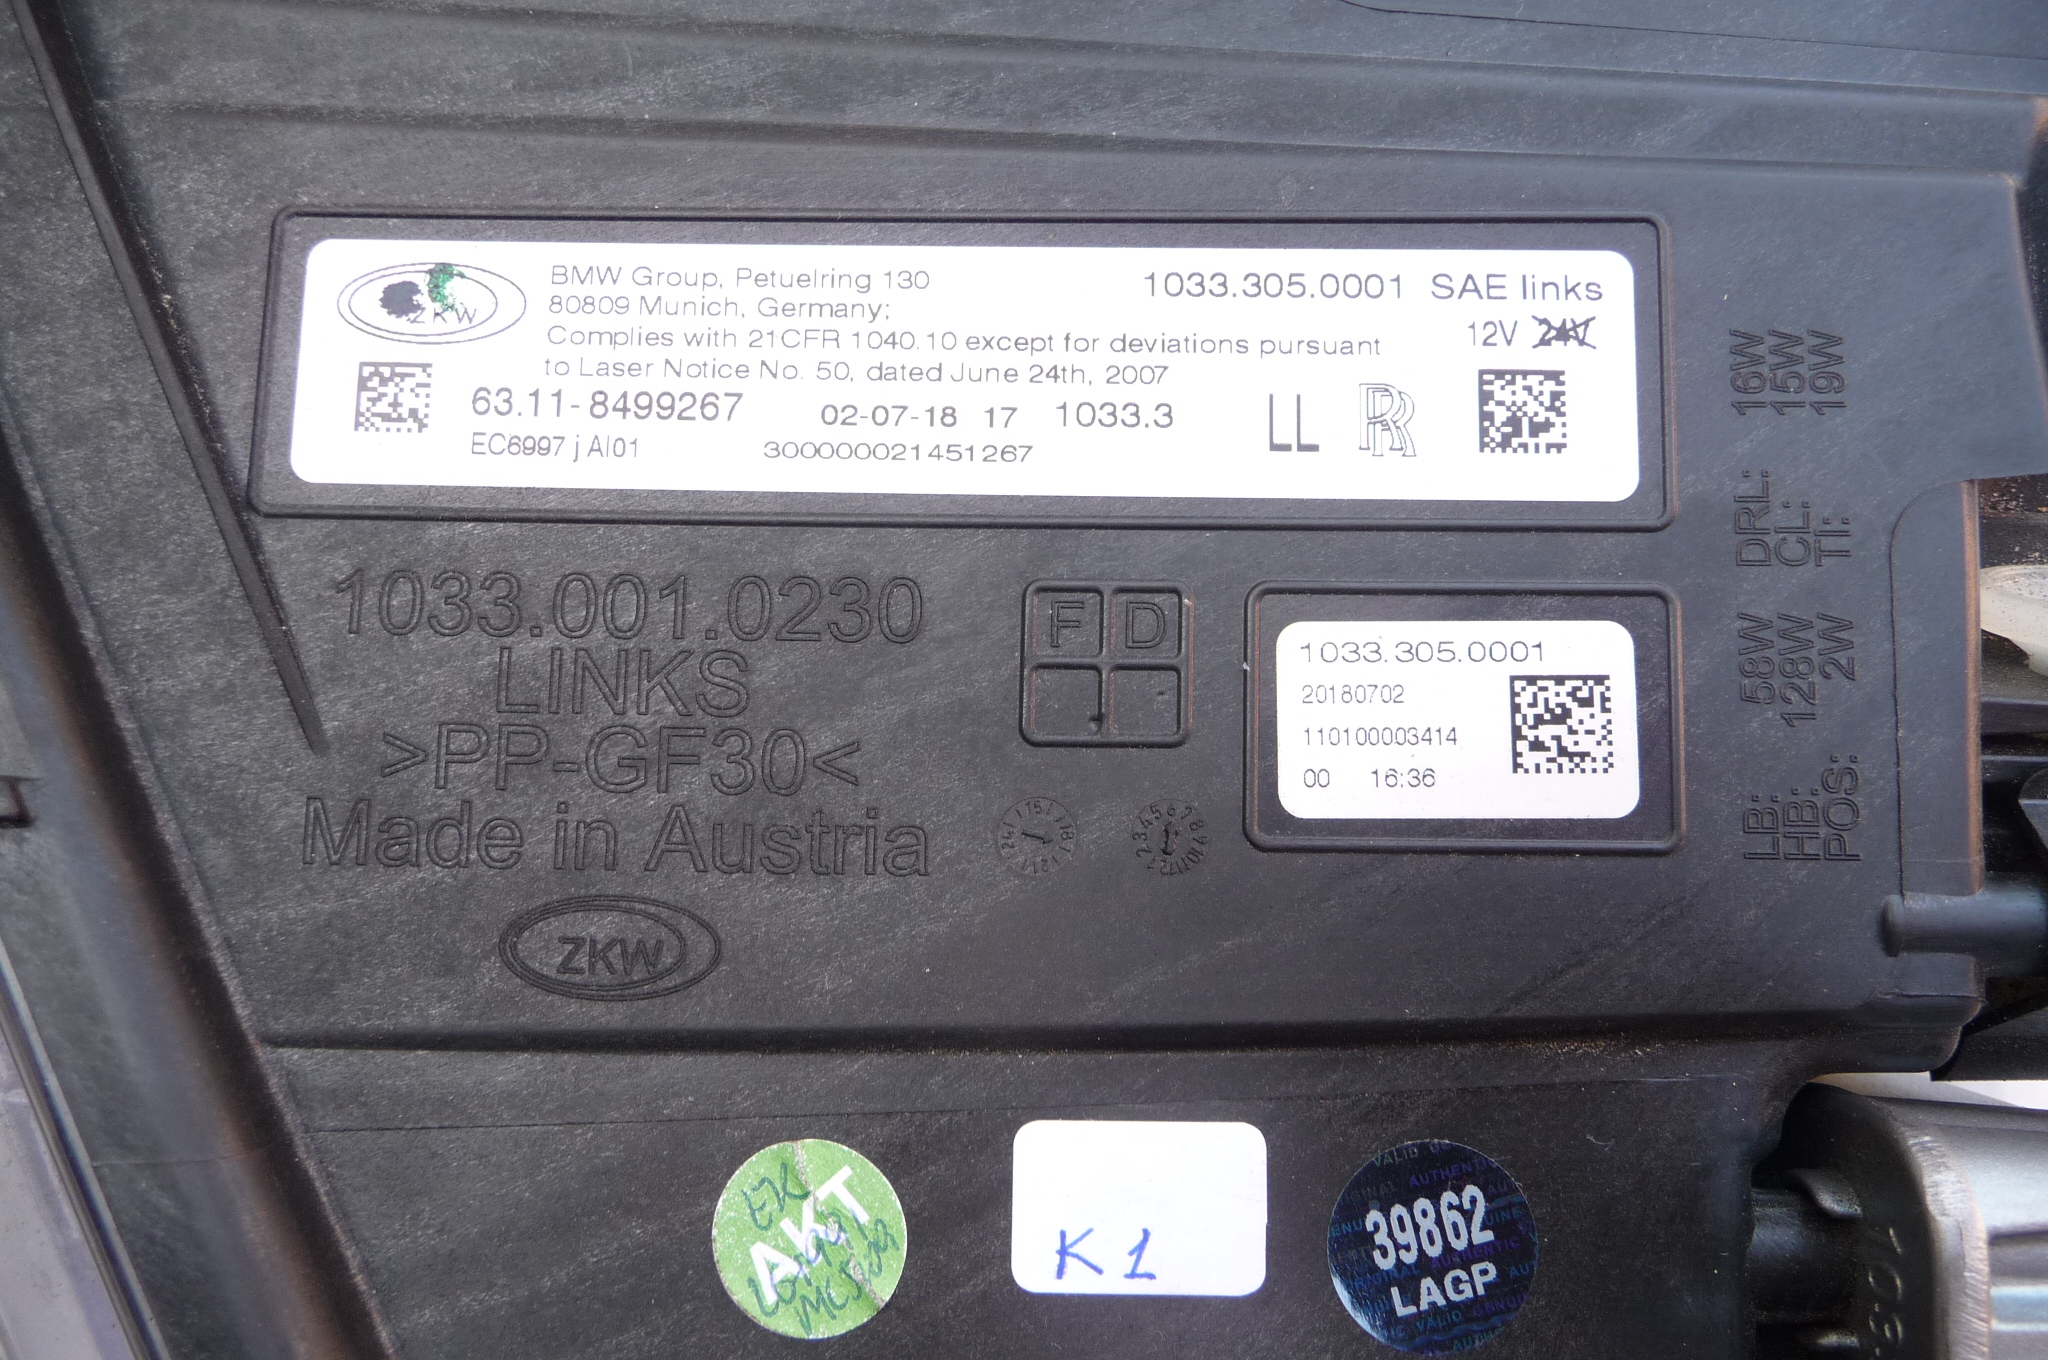 ZKW
BMW Group, Petuelring 130
80809 Munich, Germany;
Complies with 21CFR 1040.10 except for deviations pursuant
to Laser Notice No. 50, dated June 24th, 2007
1033.305.0001 SAE links
12V 24V
63.11-8499267 02-07-18 17 1033.3 LL RR
EC6997 j AI01 300000021451267
1033.001.0230
LINKS
>PP-GF30<
Made in Austria
ZKW
F D
1033.305.0001
20180702
110100003414
00 16:36
LB: 58W DRL: 16W
HB: 128W CL: 15W
POS: 2W TI: 19W
AKT
K1
39862
LAGP